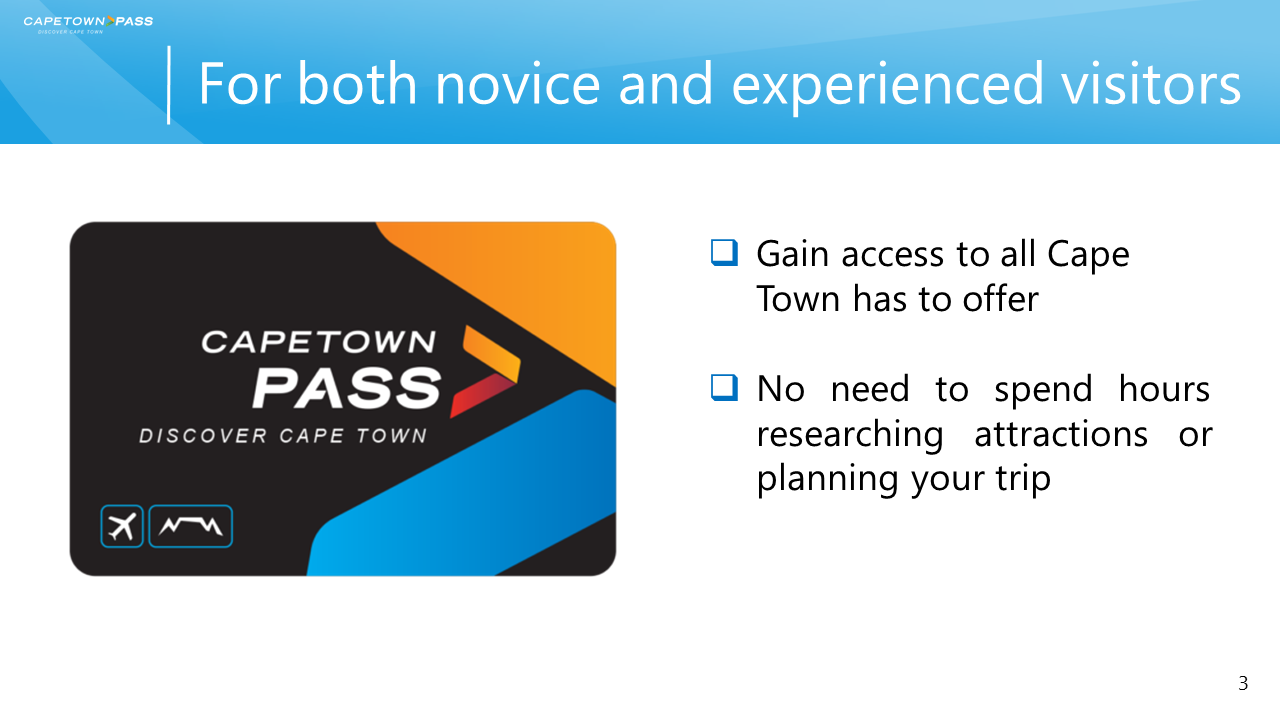 CAPETOWN PASS
DISCOVER CAPE TOWN
For both novice and experienced visitors
CAPETOWN
PASS
DISCOVER CAPE TOWN
Gain access to all Cape
Town has to offer
No need to spend hours
researching attractions or
planning your trip
3